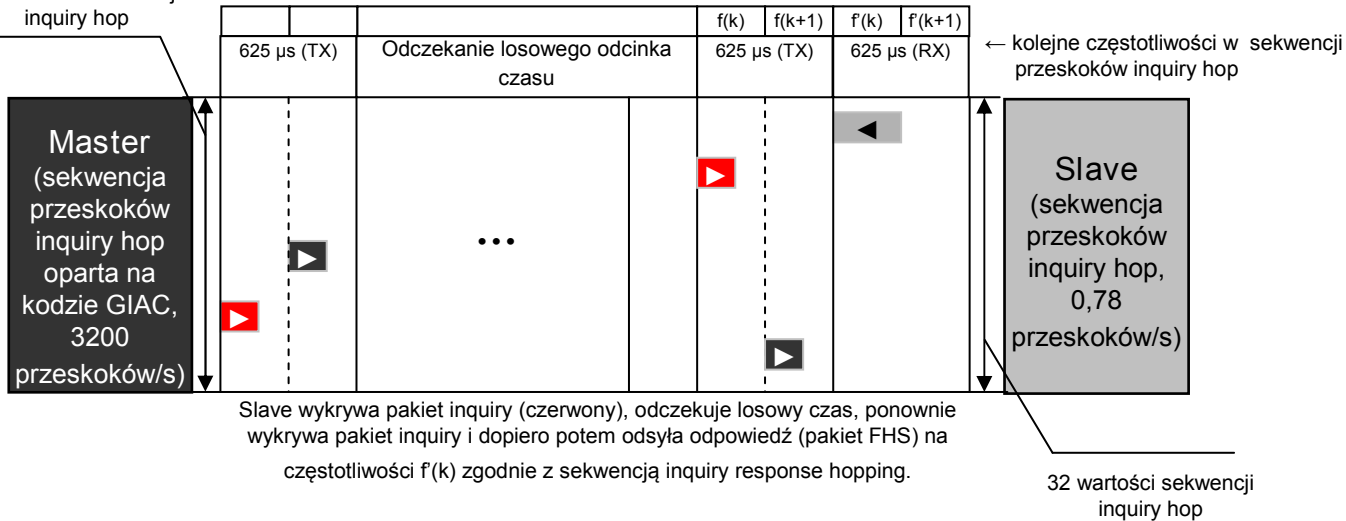 inquiry hop
f(k) f(k+1) f'(k) f'(k+1)
625 µs (TX)
Odczekanie losowego odcinka
czasu
625 µs (TX)
625 µs (RX)
← kolejne częstotliwości w sekwencji
przeskoków inquiry hop
Master
(sekwencja
przeskoków
inquiry hop
oparta na
kodzie GIAC,
3200
przeskoków/s)
...
Slave
(sekwencja
przeskoków
inquiry hop,
0,78
przeskoków/s)
Slave wykrywa pakiet inquiry (czerwony), odczekuje losowy czas, ponownie
wykrywa pakiet inquiry i dopiero potem odsyła odpowiedź (pakiet FHS) na
częstotliwości f'(k) zgodnie z sekwencją inquiry response hopping.
32 wartości sekwencji
inquiry hop